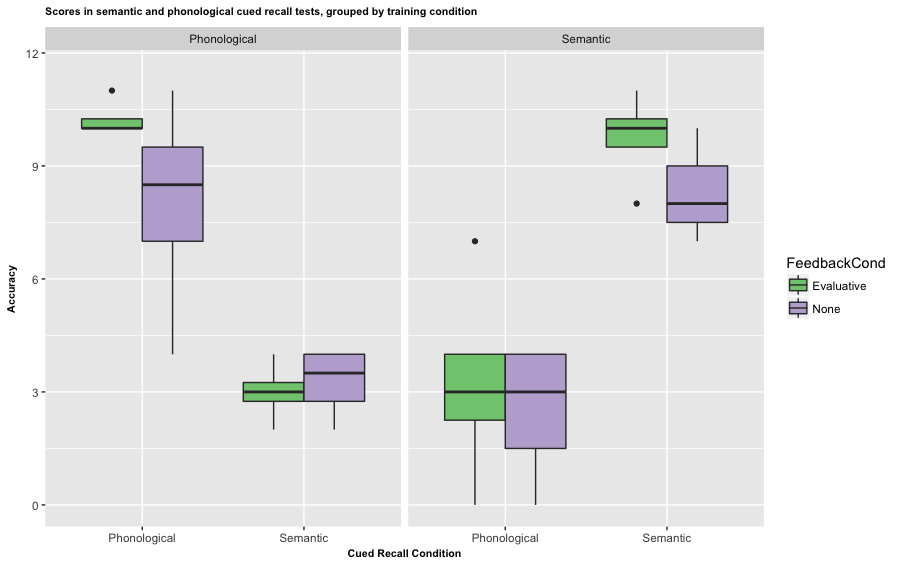 Scores in semantic and phonological cued recall tests, grouped by training condition
Phonological
Semantic
12
9
6
3
0
Accuracy
Phonological
Semantic
Phonological
Semantic
Cued Recall Condition
FeedbackCond
Evaluative
None